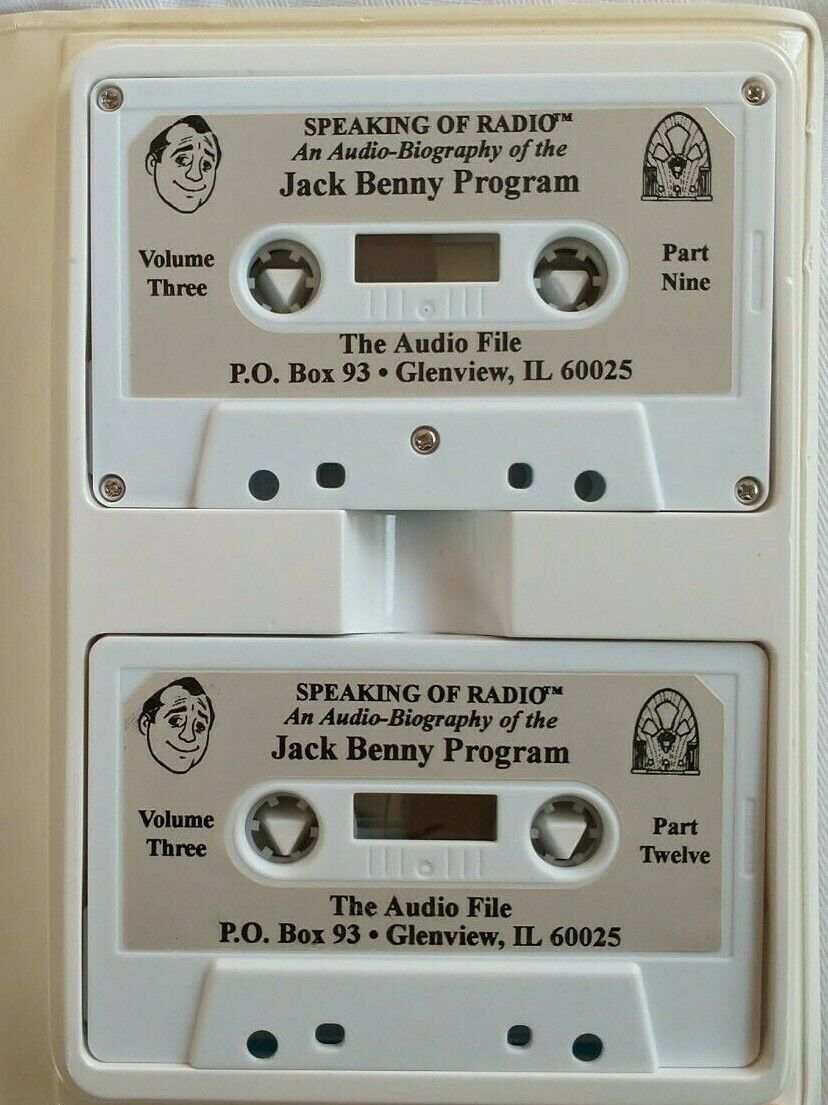 SPEAKING OF RADIO™
An Audio-Biography of the
Jack Benny Program
Volume
Three
Part
Nine
The Audio File
P.O. Box 93 • Glenview, IL 60025
SPEAKING OF RADIO™
An Audio-Biography of the
Jack Benny Program
Volume
Three
Part
Twelve
The Audio File
P.O. Box 93 • Glenview, IL 60025